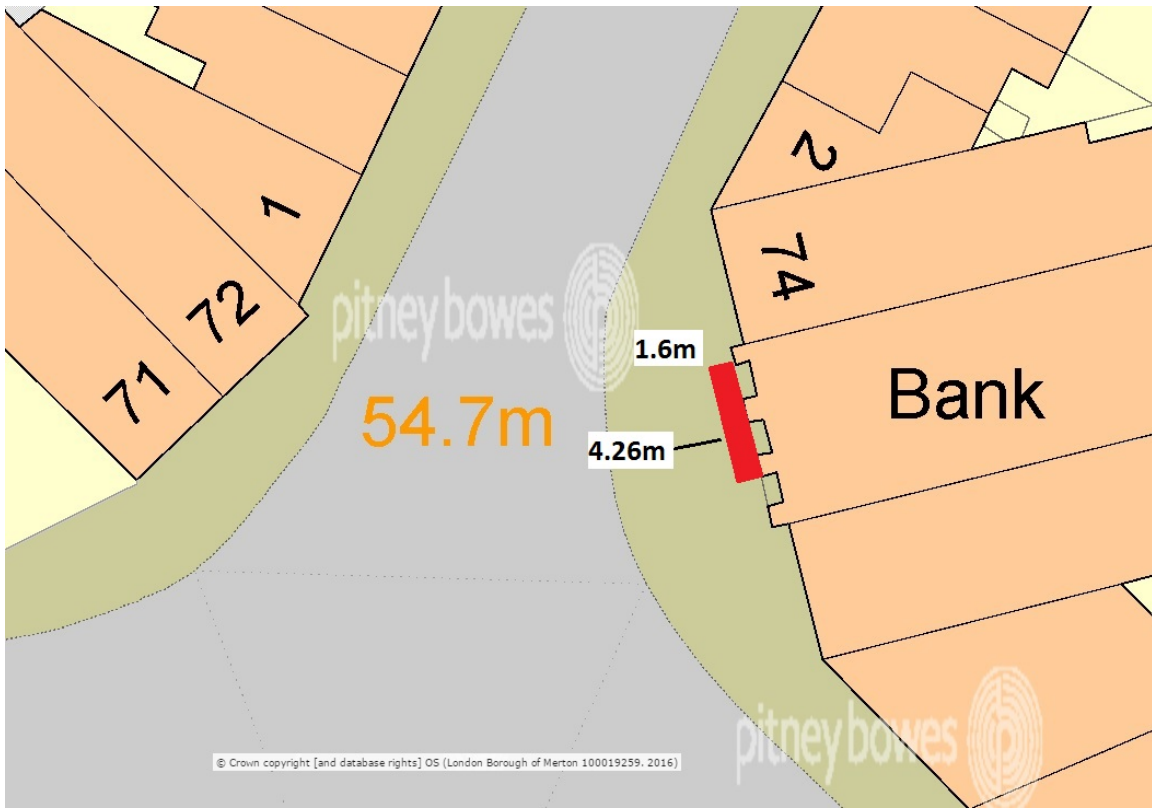 2
1
74
pitney bowes
72
1.6m
71
Bank
54.7m
4.26m
pitney bowes
© Crown copyright [and database rights] OS (London Borough of Merton 100019259. 2016)